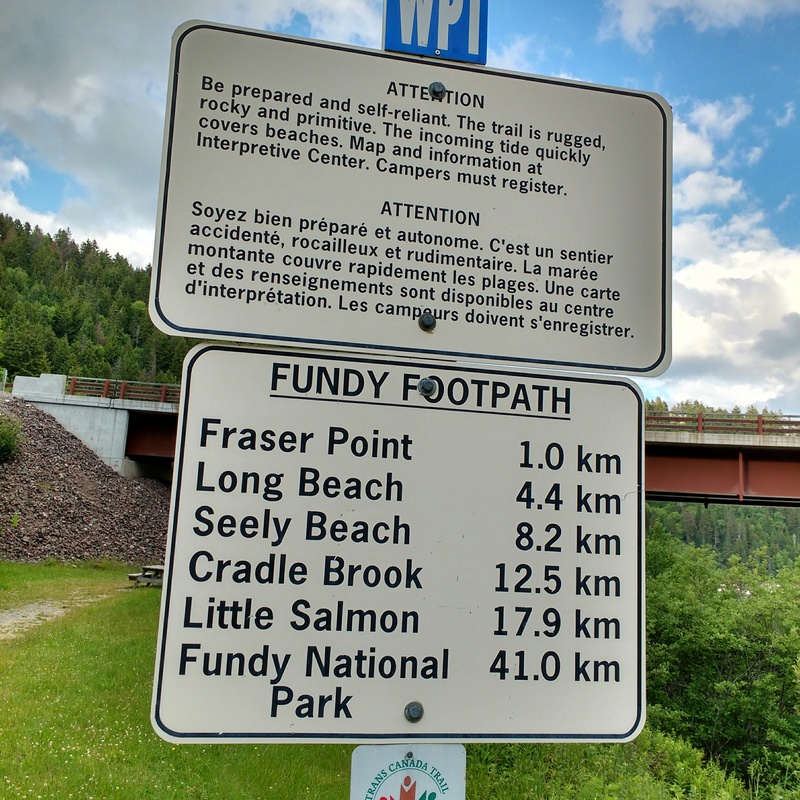 WPI
ATTENTION
Be prepared and self-reliant. The trail is rugged,
rocky and primitive. The incoming tide quickly
covers beaches. Map and information at
Interpretive Center. Campers must register.
ATTENTION
Soyez bien préparé et autonome. C'est un sentier
accidenté, rocailleux et rudimentaire. La marée
montante couvre rapidement les plages. Une carte
et des renseignements sont disponibles au centre
d'interprétation. Les campeurs doivent s'enregistrer.
FUNDY FOOTPATH
Fraser Point 1.0 km
Long Beach 4.4 km
Seely Beach 8.2 km
Cradle Brook 12.5 km
Little Salmon 17.9 km
Fundy National 41.0 km
Park
TRANS CANADA TRAIL